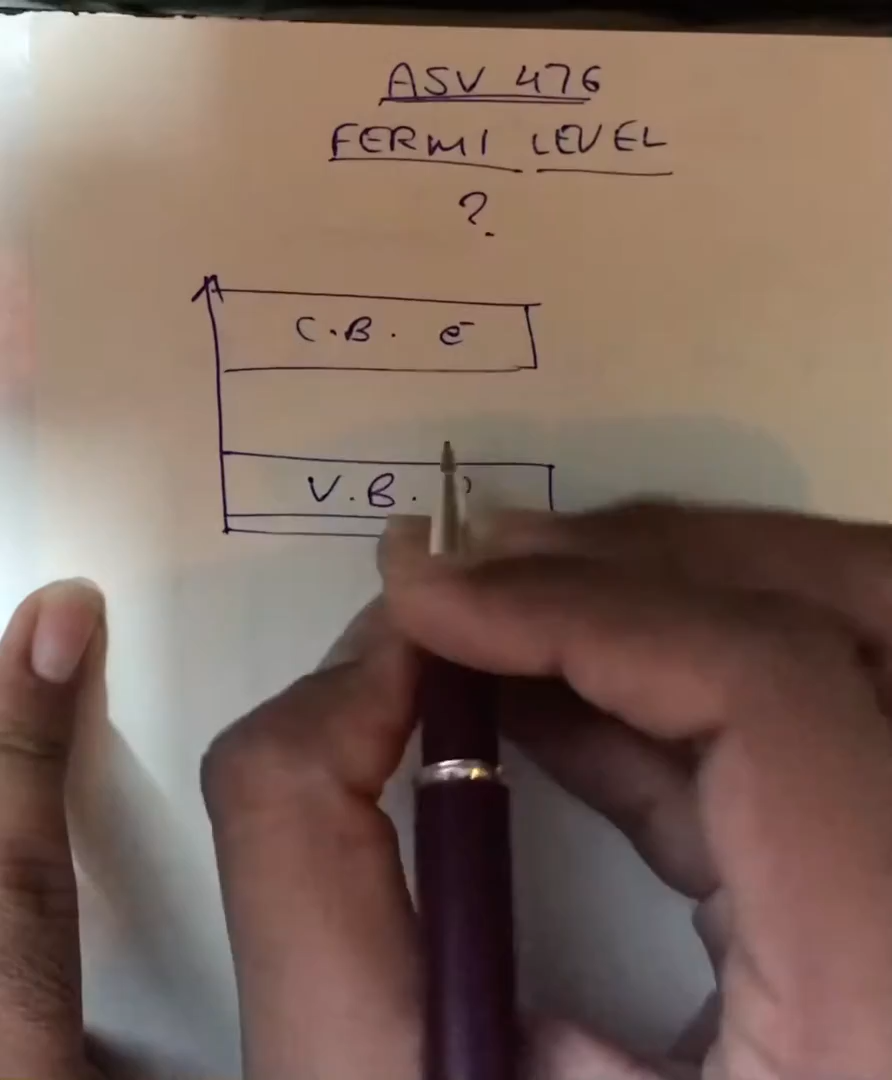 ASV 476
FERMI LEVEL
?
C.B. e⁻
V.B.